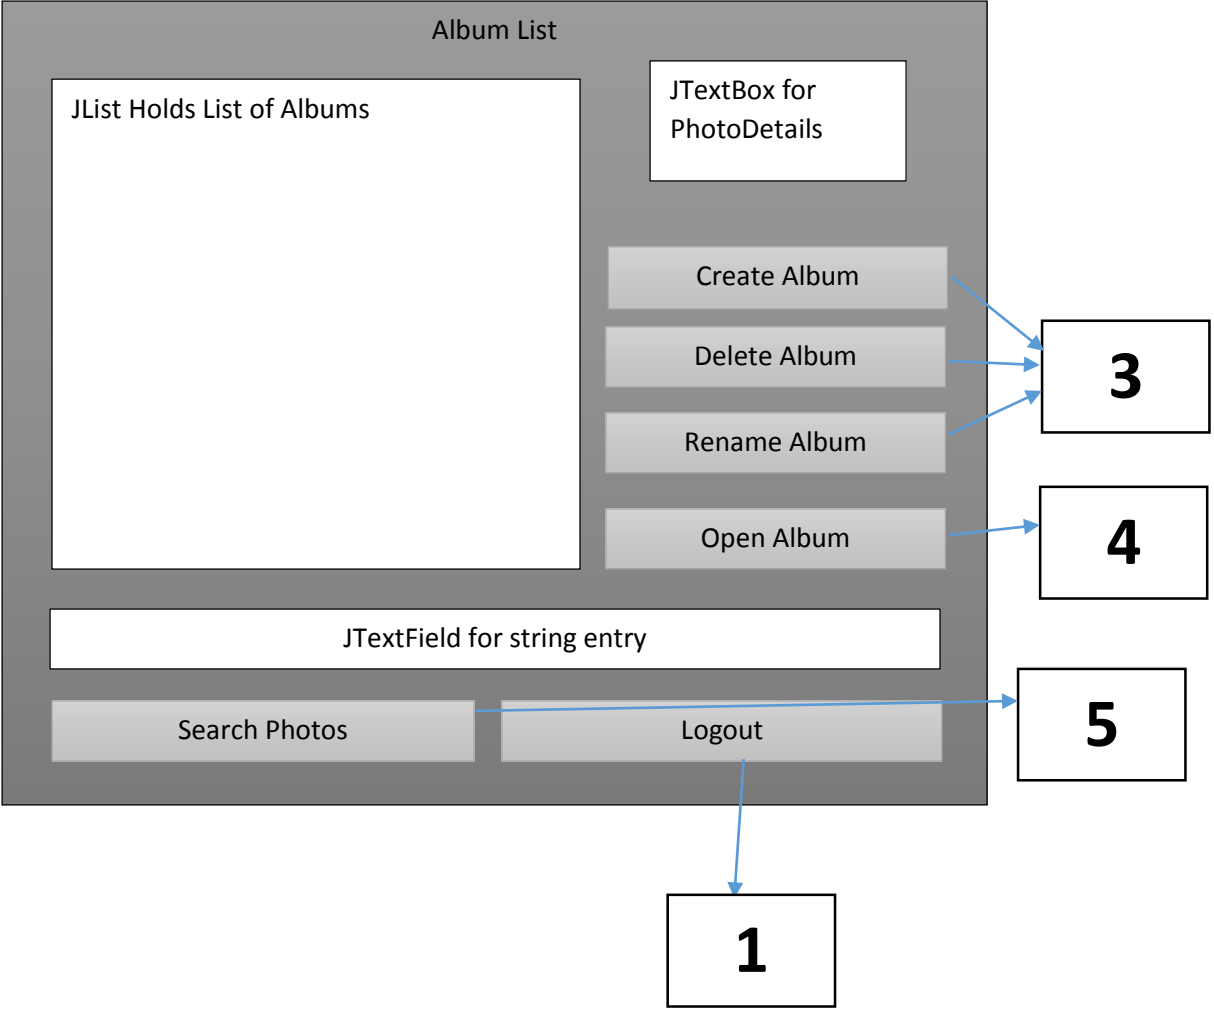 Album List
JList Holds List of Albums
JTextBox for
PhotoDetails
Create Album
Delete Album
Rename Album
Open Album
3
4
JTextField for string entry
Search Photos
Logout
5
1